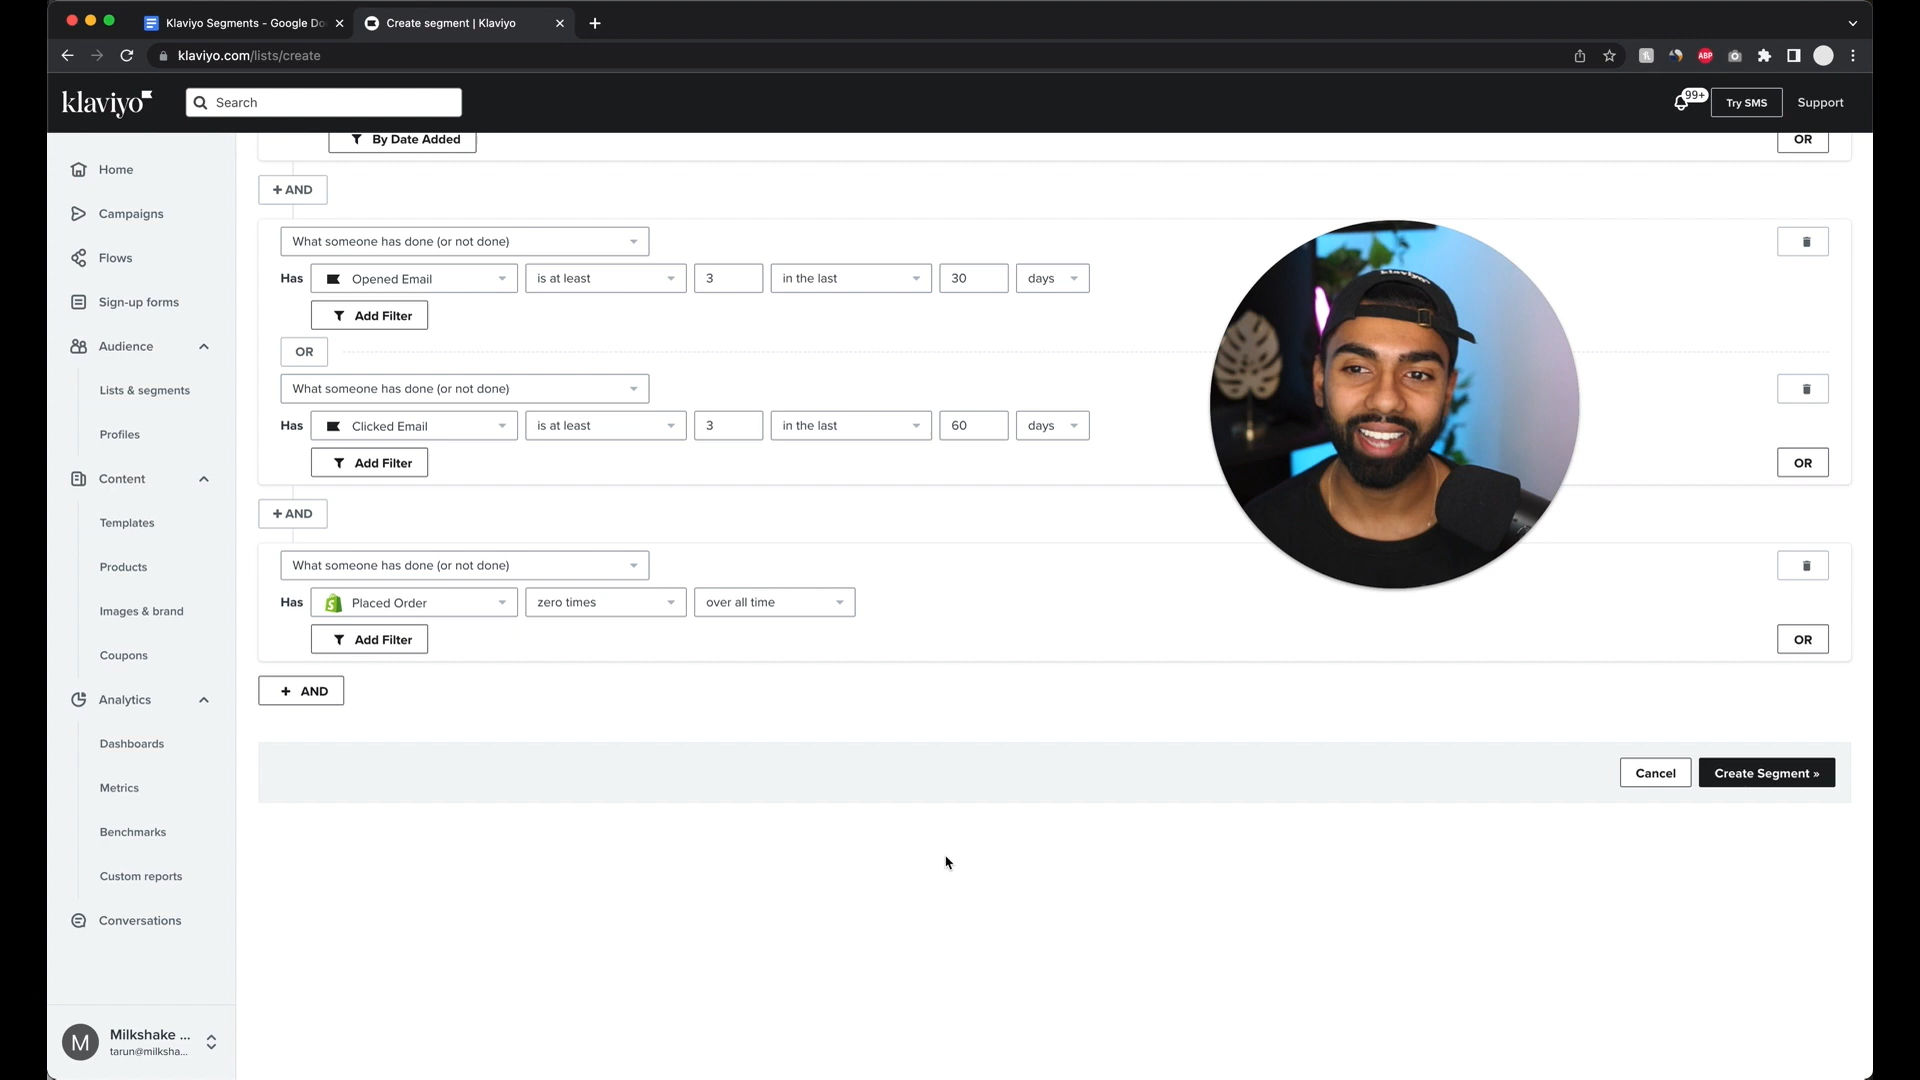 Klaviyo Segments - Google Do
Create segment | Klaviyo
klaviyo.com/lists/create
ABP
klaviyo
Search
99+
Try SMS
Support
Home
Campaigns
Flows
Sign-up forms
Audience
Lists & segments
Profiles
Content
Templates
Products
Images & brand
Coupons
Analytics
Dashboards
Metrics
Benchmarks
Custom reports
Conversations
M
Milkshake ...
tarun@milksha...
By Date Added
OR
+ AND
What someone has done (or not done)
Has Opened Email is at least 3 in the last 30 days
Add Filter
OR
What someone has done (or not done)
Has Clicked Email is at least 3 in the last 60 days
Add Filter
OR
+ AND
What someone has done (or not done)
Has Placed Order zero times over all time
Add Filter
OR
+ AND
Cancel
Create Segment »
klaviyo